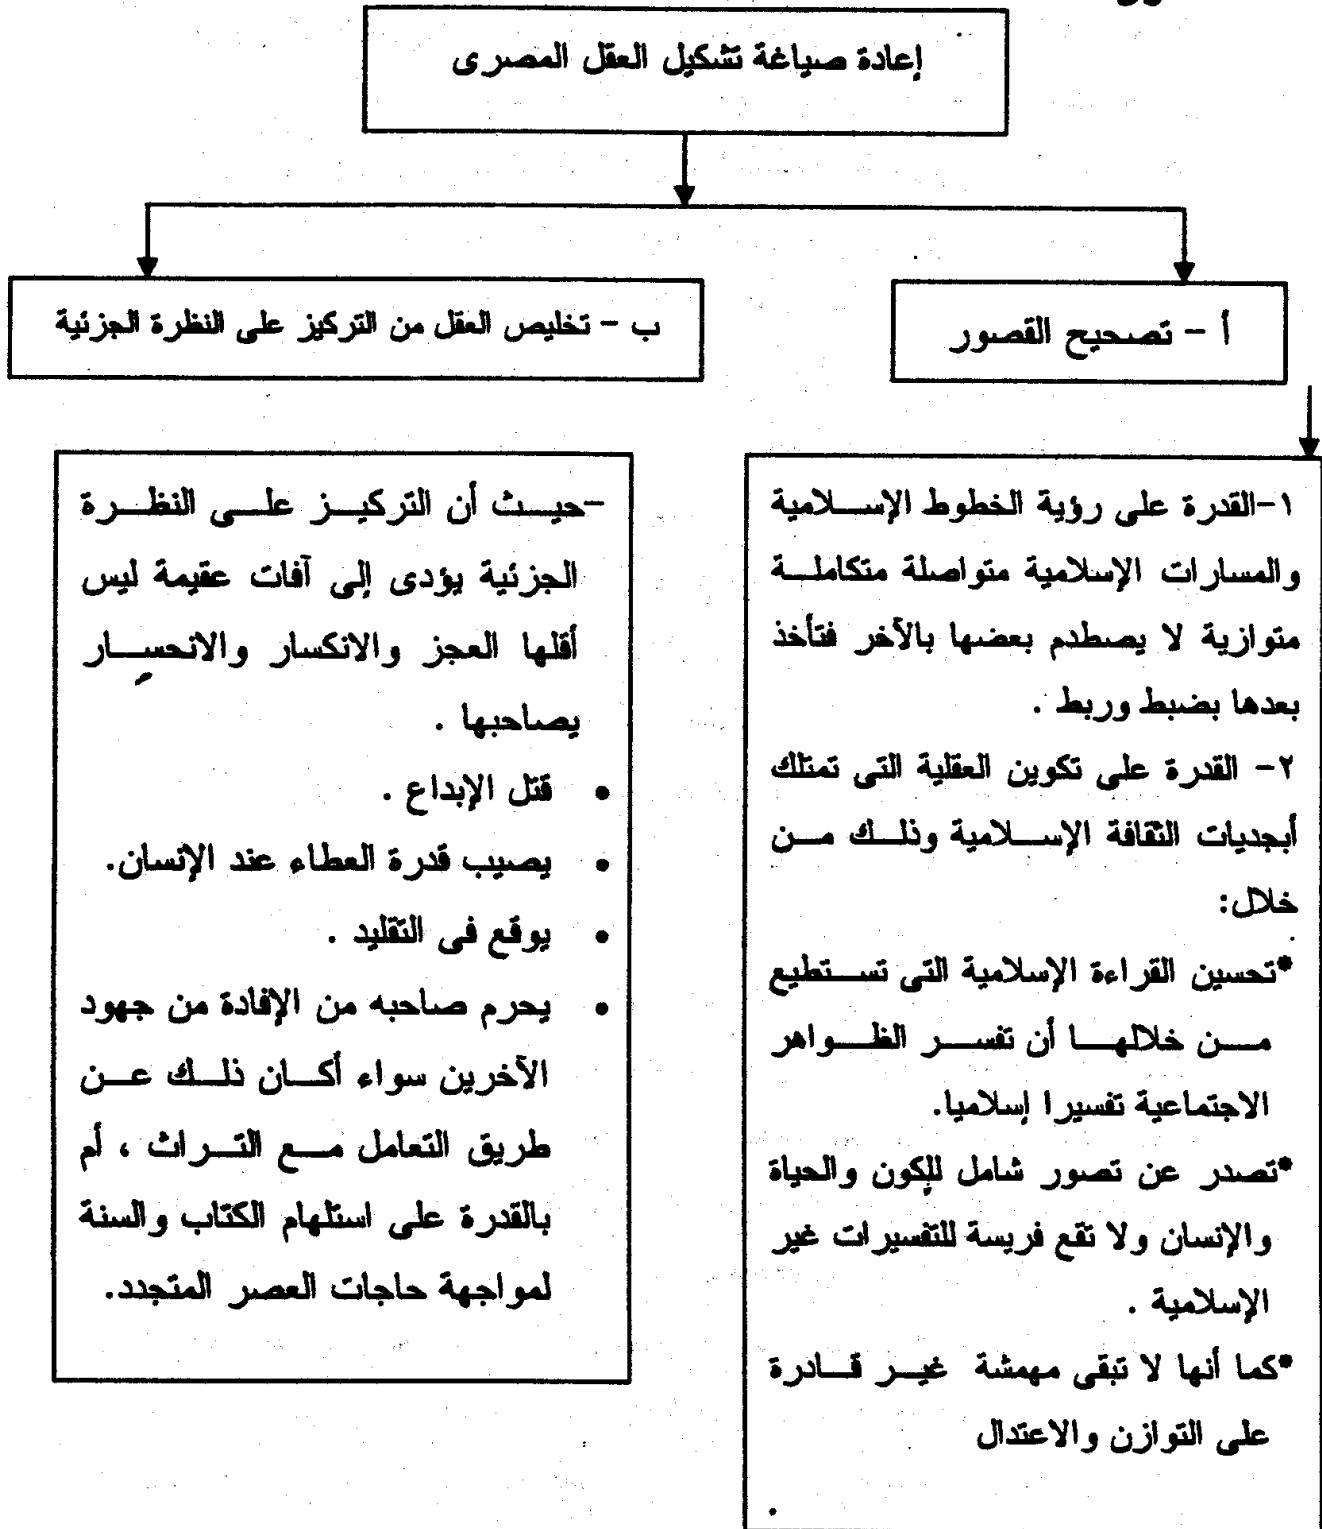 إعادة صياغة تشكيل العقل المصرى
أ – تصحيح القصور
ب – تخليص العقل من التركيز على النظرة الجزئية
١–القدرة على رؤية الخطوط الإسلامية
والمسارات الإسلامية متواصلة متكاملة
متوازية لا يصطدم بعضها بالآخر فتأخذ
بعدها بضبط وربط .
٢– القدرة على تكوين العقلية التى تمتلك
أبجديات الثقافة الإسلامية وذلك من
خلال:
*تحسين القراءة الإسلامية التى تستطيع
من خلالها أن تفسر الظواهر
الاجتماعية تفسيرا إسلاميا.
*تصدر عن تصور شامل للكون والحياة
والإنسان ولا تقع فريسة للتفسيرات غير
الإسلامية .
*كما أنها لا تبقى مهمشة غير قادرة
على التوازن والاعتدال
.
–حيث أن التركيز على النظرة
الجزئية يؤدى إلى آفات عقيمة ليس
أقلها العجز والانكسار والانحسار
يصاحبها .
• قتل الإبداع .
• يصيب قدرة العطاء عند الإنسان.
• يوقع فى التقليد .
• يحرم صاحبه من الإفادة من جهود
الآخرين سواء أكان ذلك عن
طريق التعامل مع التراث ، أم
بالقدرة على استلهام الكتاب والسنة
لمواجهة حاجات العصر المتجدد.